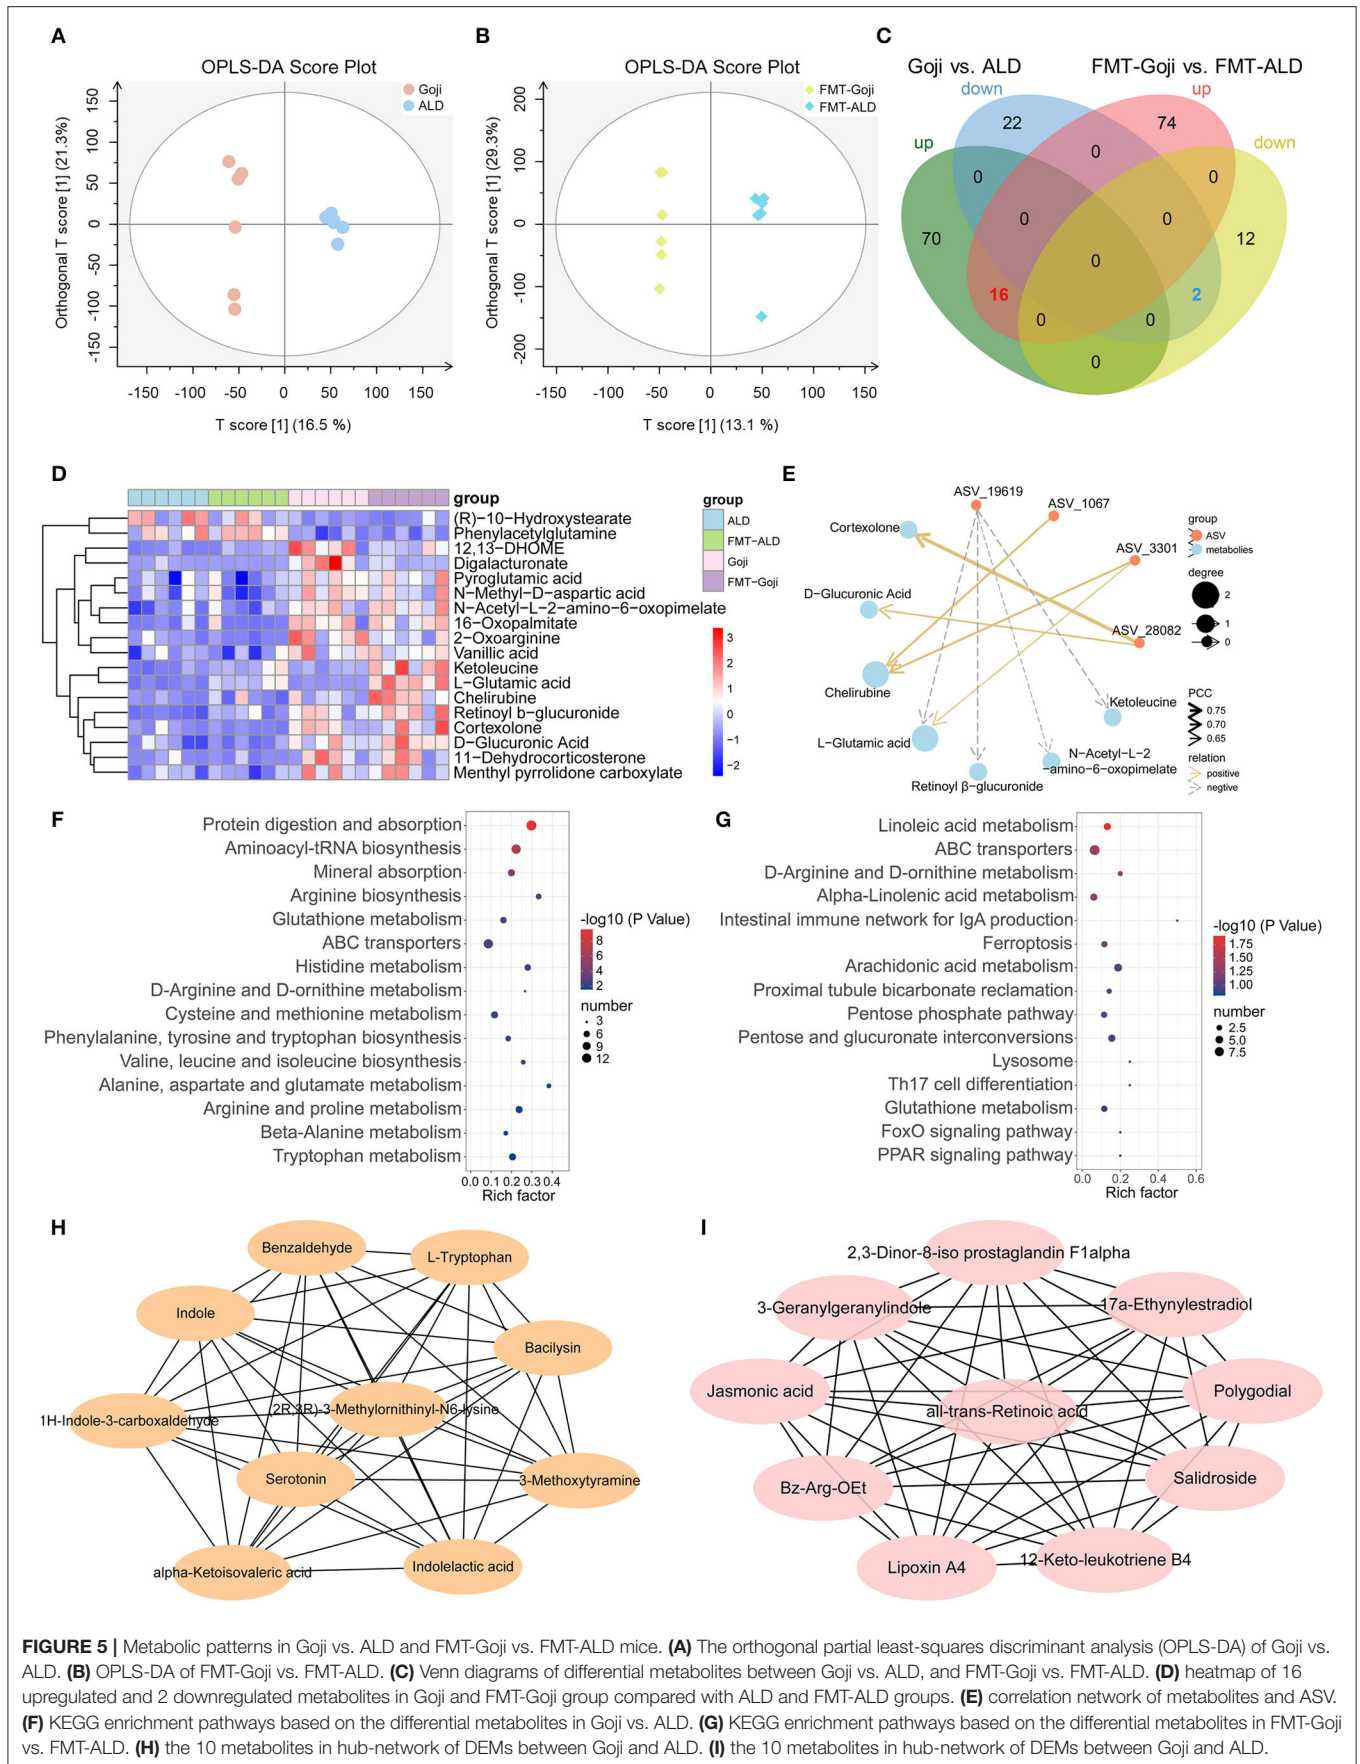 A
OPLS-DA Score Plot
Goji
ALD
Orthogonal T score [1] (21.3%)
150
100
50
0
-50
-100
-150
-150 -100 -50 0 50 100 150
T score [1] (16.5 %)
B
OPLS-DA Score Plot
FMT-Goji
FMT-ALD
Orthogonal T score [1] (29.3%)
200
100
0
-100
-200
-150 -100 -50 0 50 100 150
T score [1] (13.1 %)
C
Goji vs. ALD FMT-Goji vs. FMT-ALD
down up
up down
22 74
0
0 0
0 0
70 12
0
16 2
0 0
0
D
group
(R)−10−Hydroxystearate
Phenylacetylglutamine
12,13−DHOME
Digalacturonate
Pyroglutamic acid
N−Methyl−D−aspartic acid
N−Acetyl−L−2−amino−6−oxopimelate
16−Oxopalmitate
2−Oxoarginine
Vanillic acid
Ketoleucine
L−Glutamic acid
Chelirubine
Retinoyl b−glucuronide
Cortexolone
D−Glucuronic Acid
11−Dehydrocorticosterone
Menthyl pyrrolidone carboxylate
group
ALD
FMT−ALD
Goji
FMT−Goji
3
2
1
0
−1
−2
E
ASV_19619
ASV_1067
Cortexolone
ASV_3301
D−Glucuronic Acid
ASV_28082
Chelirubine
Ketoleucine
L−Glutamic acid
N−Acetyl−L−2
−amino−6−oxopimelate
Retinoyl β−glucuronide
group
ASV
metabolies
degree
2
1
0
PCC
0.75
0.70
0.65
relation
positive
negtive
F
Protein digestion and absorption
Aminoacyl-tRNA biosynthesis
Mineral absorption
Arginine biosynthesis
Glutathione metabolism
ABC transporters
Histidine metabolism
D-Arginine and D-ornithine metabolism
Cysteine and methionine metabolism
Phenylalanine, tyrosine and tryptophan biosynthesis
Valine, leucine and isoleucine biosynthesis
Alanine, aspartate and glutamate metabolism
Arginine and proline metabolism
Beta-Alanine metabolism
Tryptophan metabolism
0.0 0.1 0.2 0.3 0.4
Rich factor
-log10 (P Value)
8
6
4
2
number
3
6
9
12
G
Linoleic acid metabolism
ABC transporters
D-Arginine and D-ornithine metabolism
Alpha-Linolenic acid metabolism
Intestinal immune network for IgA production
Ferroptosis
Arachidonic acid metabolism
Proximal tubule bicarbonate reclamation
Pentose phosphate pathway
Pentose and glucuronate interconversions
Lysosome
Th17 cell differentiation
Glutathione metabolism
FoxO signaling pathway
PPAR signaling pathway
0.0 0.2 0.4 0.6
Rich factor
-log10 (P Value)
1.75
1.50
1.25
1.00
number
2.5
5.0
7.5
H
Benzaldehyde
L-Tryptophan
Indole
Bacilysin
(2R,3R)-3-Methylornithinyl-N6-lysine
1H-Indole-3-carboxaldehyde
Serotonin
3-Methoxytyramine
alpha-Ketoisovaleric acid
Indolelactic acid
I
2,3-Dinor-8-iso prostaglandin F1alpha
3-Geranylgeranylindole
17a-Ethynylestradiol
Jasmonic acid
Polygodial
all-trans-Retinoic acid
Bz-Arg-OEt
Salidroside
Lipoxin A4
12-Keto-leukotriene B4
FIGURE 5 | Metabolic patterns in Goji vs. ALD and FMT-Goji vs. FMT-ALD mice. (A) The orthogonal partial least-squares discriminant analysis (OPLS-DA) of Goji vs.
ALD. (B) OPLS-DA of FMT-Goji vs. FMT-ALD. (C) Venn diagrams of differential metabolites between Goji vs. ALD, and FMT-Goji vs. FMT-ALD. (D) heatmap of 16
upregulated and 2 downregulated metabolites in Goji and FMT-Goji group compared with ALD and FMT-ALD groups. (E) correlation network of metabolites and ASV.
(F) KEGG enrichment pathways based on the differential metabolites in Goji vs. ALD. (G) KEGG enrichment pathways based on the differential metabolites in FMT-Goji
vs. FMT-ALD. (H) the 10 metabolites in hub-network of DEMs between Goji and ALD. (I) the 10 metabolites in hub-network of DEMs between Goji and ALD.